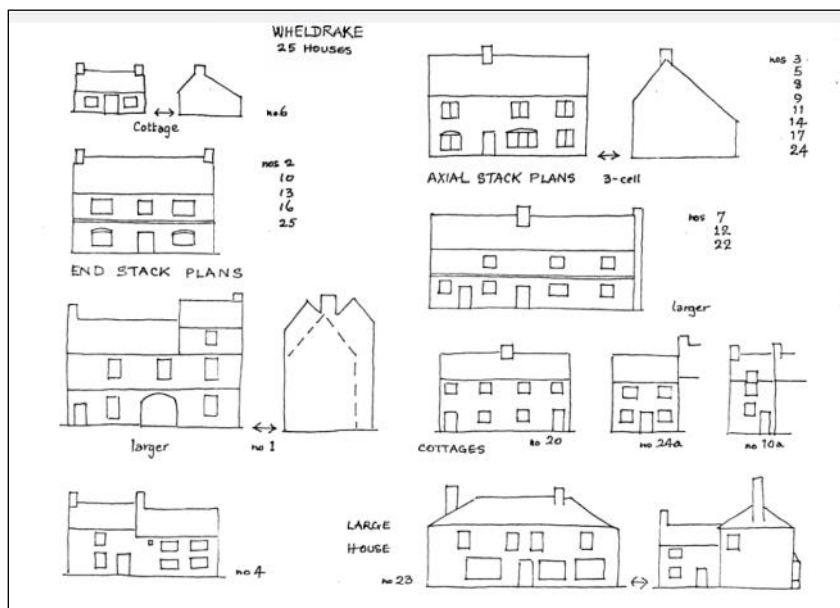 WHELDRAKE
25 HOUSES
no.6
Cottage
nos 2
10
13
16
25
END STACK PLANS
larger
no 1
no 4
nos 3
5
8
9
11
14
17
24
AXIAL STACK PLANS 3-cell
nos 7
12
22
larger
COTTAGES no 20 no 24a no 10a
LARGE
HOUSE
no 23